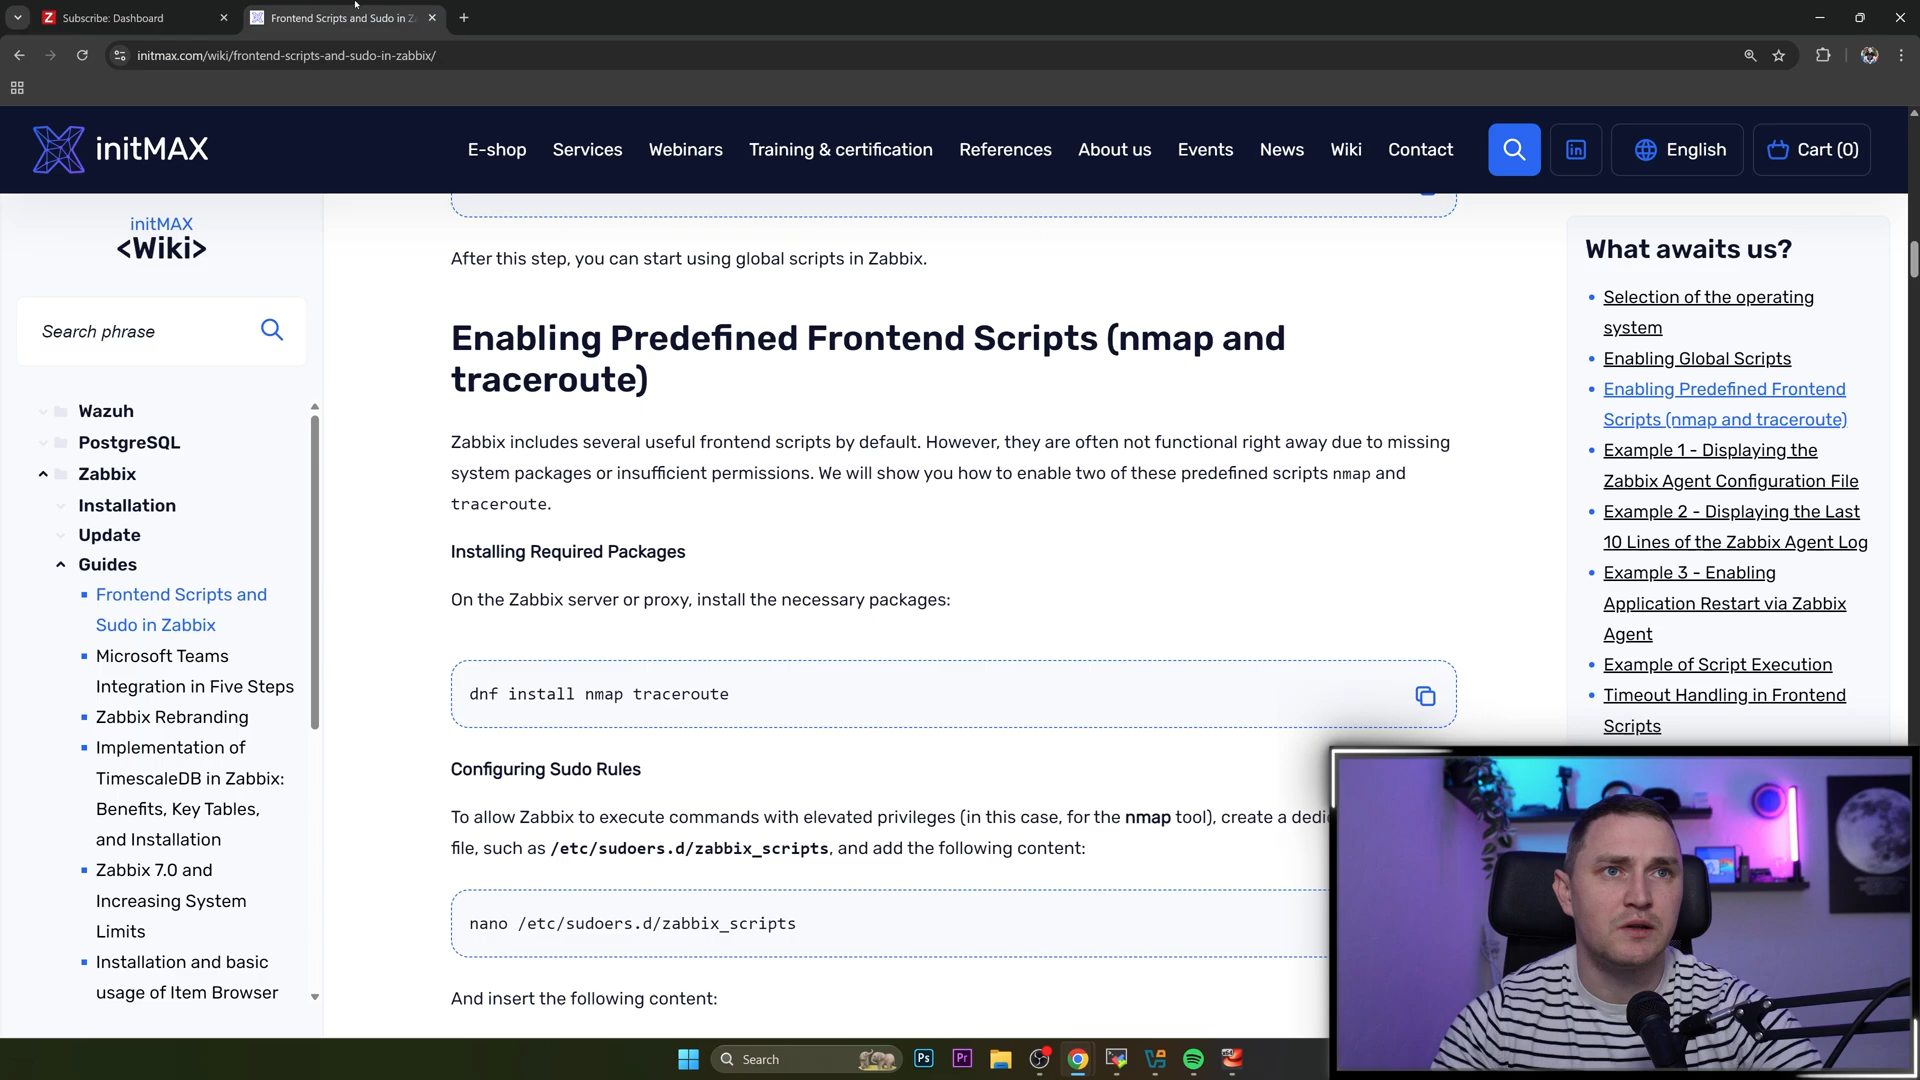 Subscribe: Dashboard
Frontend Scripts and Sudo in Za
initmax.com/wiki/frontend-scripts-and-sudo-in-zabbix/
initMAX
E-shop
Services
Webinars
Training & certification
References
About us
Events
News
Wiki
Contact
English
Cart (0)
initMAX
<Wiki>
Search phrase
Wazuh
PostgreSQL
Zabbix
Installation
Update
Guides
Frontend Scripts and
Sudo in Zabbix
Microsoft Teams
Integration in Five Steps
Zabbix Rebranding
Implementation of
TimescaleDB in Zabbix:
Benefits, Key Tables,
and Installation
Zabbix 7.0 and
Increasing System
Limits
Installation and basic
usage of Item Browser
After this step, you can start using global scripts in Zabbix.
Enabling Predefined Frontend Scripts (nmap and
traceroute)
Zabbix includes several useful frontend scripts by default. However, they are often not functional right away due to missing
system packages or insufficient permissions. We will show you how to enable two of these predefined scripts nmap and
traceroute.
Installing Required Packages
On the Zabbix server or proxy, install the necessary packages:
dnf install nmap traceroute
Configuring Sudo Rules
To allow Zabbix to execute commands with elevated privileges (in this case, for the nmap tool), create a dedi
file, such as /etc/sudoers.d/zabbix_scripts, and add the following content:
nano /etc/sudoers.d/zabbix_scripts
And insert the following content:
What awaits us?
Selection of the operating
system
Enabling Global Scripts
Enabling Predefined Frontend
Scripts (nmap and traceroute)
Example 1 - Displaying the
Zabbix Agent Configuration File
Example 2 - Displaying the Last
10 Lines of the Zabbix Agent Log
Example 3 - Enabling
Application Restart via Zabbix
Agent
Example of Script Execution
Timeout Handling in Frontend
Scripts
Search
Ps
Pr